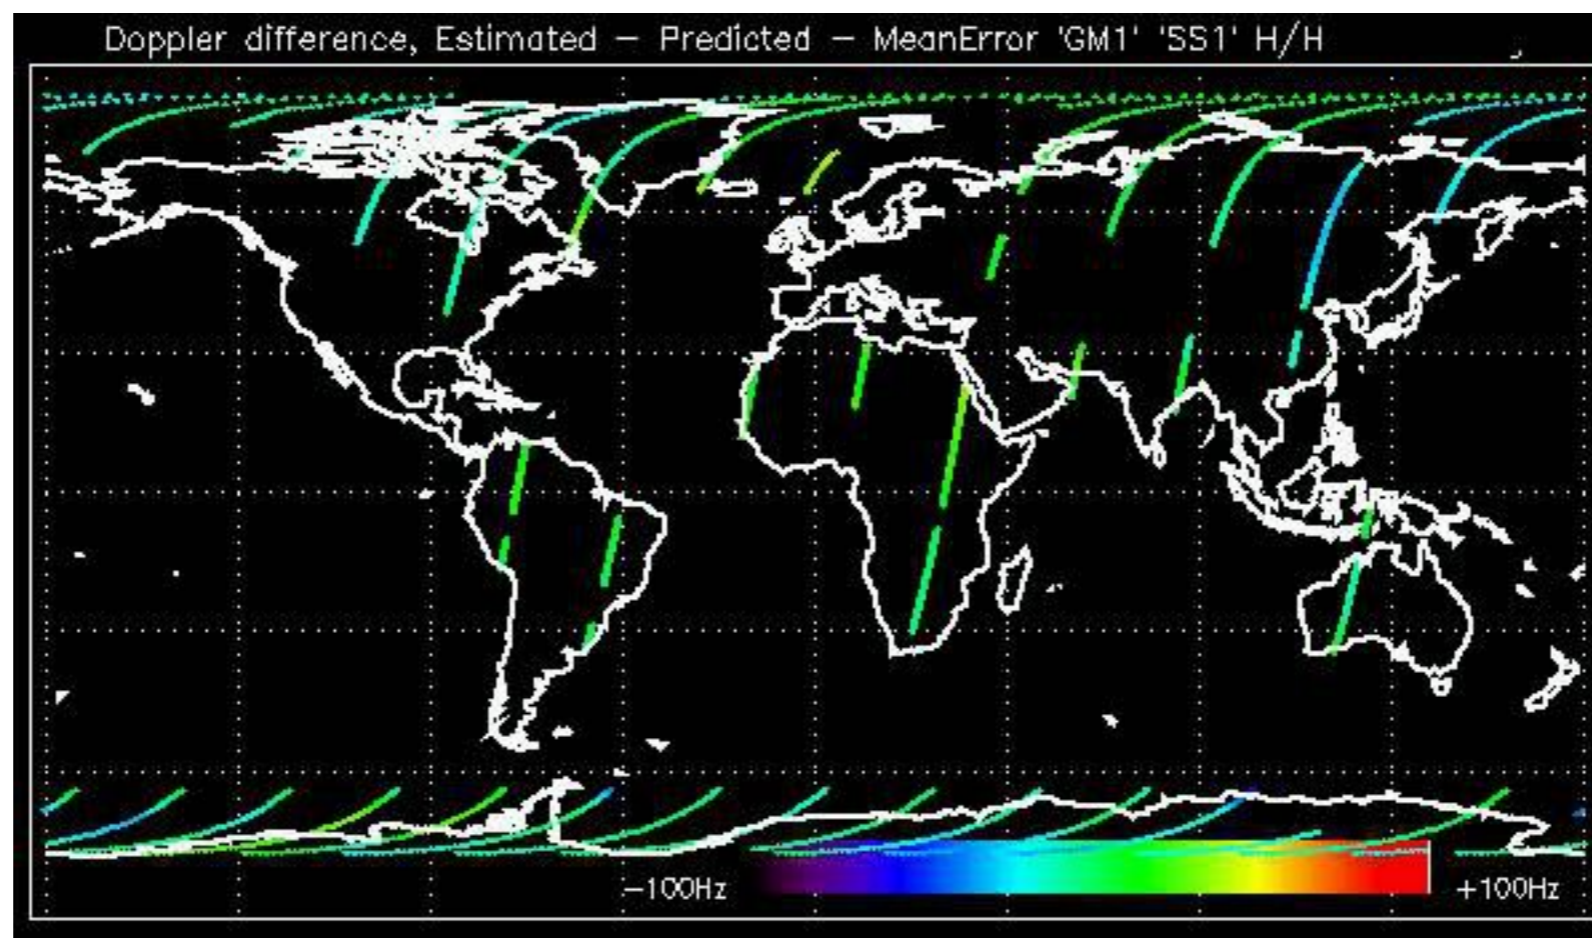 Doppler difference, Estimated – Predicted – MeanError 'GM1' 'SS1' H/H
–100Hz
+100Hz